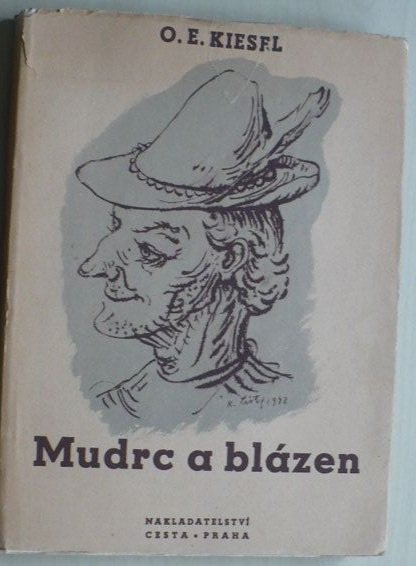 O. E. KIESEL
Mudrc a blázen
NAKLADATELSTVÍ
CESTA • PRAHA